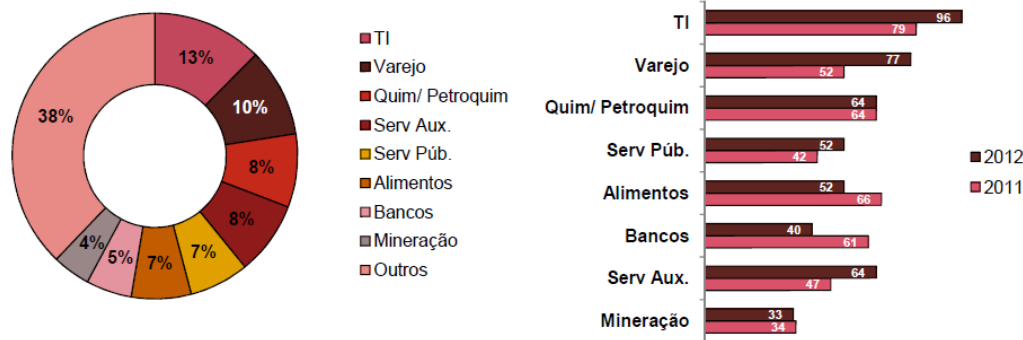 13%
10%
8%
8%
7%
7%
5%
4%
38%
TI
Varejo
Quim/ Petroquim
Serv Aux.
Serv Púb.
Alimentos
Bancos
Mineração
Outros
TI
96
79
Varejo
77
52
Quim/ Petroquim
64
64
Serv Púb.
52
42
Alimentos
52
66
Bancos
40
61
Serv Aux.
64
47
Mineração
33
34
2012
2011